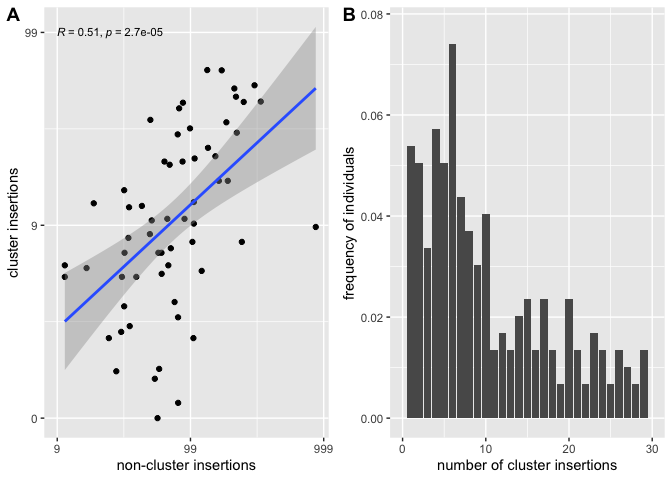 A
R = 0.51, p = 2.7e-05
99
9
0
cluster insertions
9
99
999
non-cluster insertions
B
0.08
0.06
0.04
0.02
0.00
frequency of individuals
0
10
20
30
number of cluster insertions